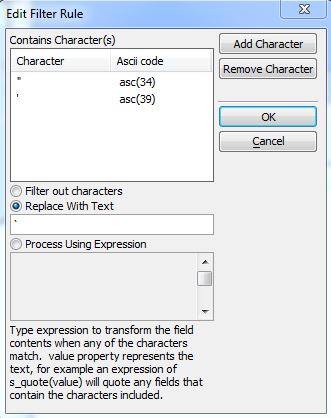 Edit Filter Rule
Contains Character(s)
Character Ascii code
" asc(34)
' asc(39)
Add Character
Remove Character
OK
Cancel
Filter out characters
Replace With Text
`
Process Using Expression
Type expression to transform the field
contents when any of the characters
match. value property represents the
text, for example an expression of
s_quote(value) will quote any fields that
contain the characters included.